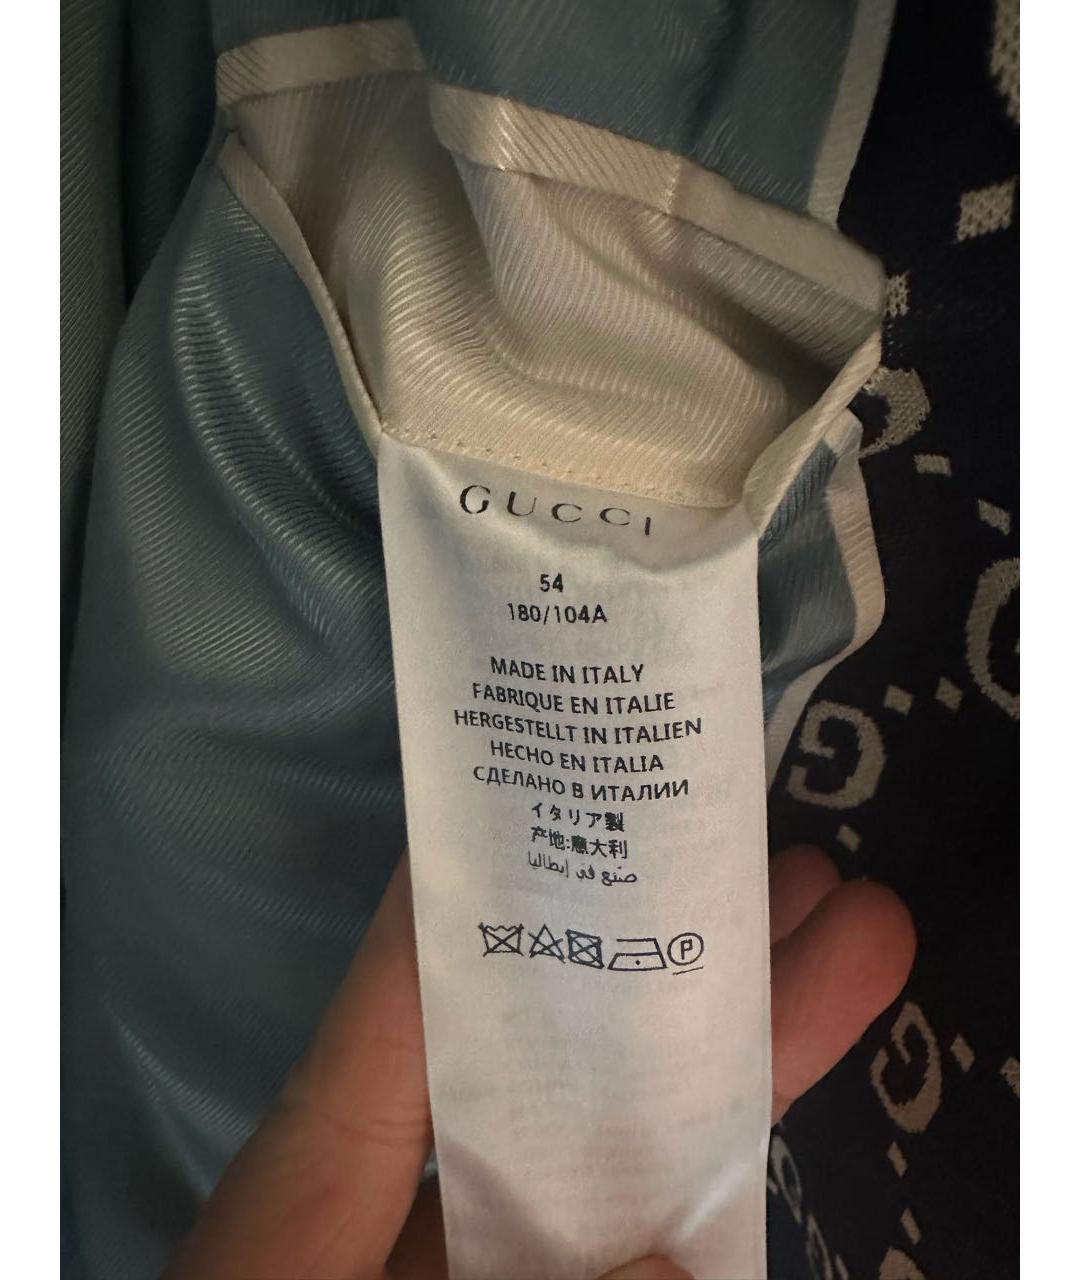 GUCCI
54
180/104A
MADE IN ITALY
FABRIQUE EN ITALIE
HERGESTELLT IN ITALIEN
HECHO EN ITALIA
СДЕЛАНО В ИТАЛИИ
イタリア製
产地:意大利
صنع في إيطاليا
P